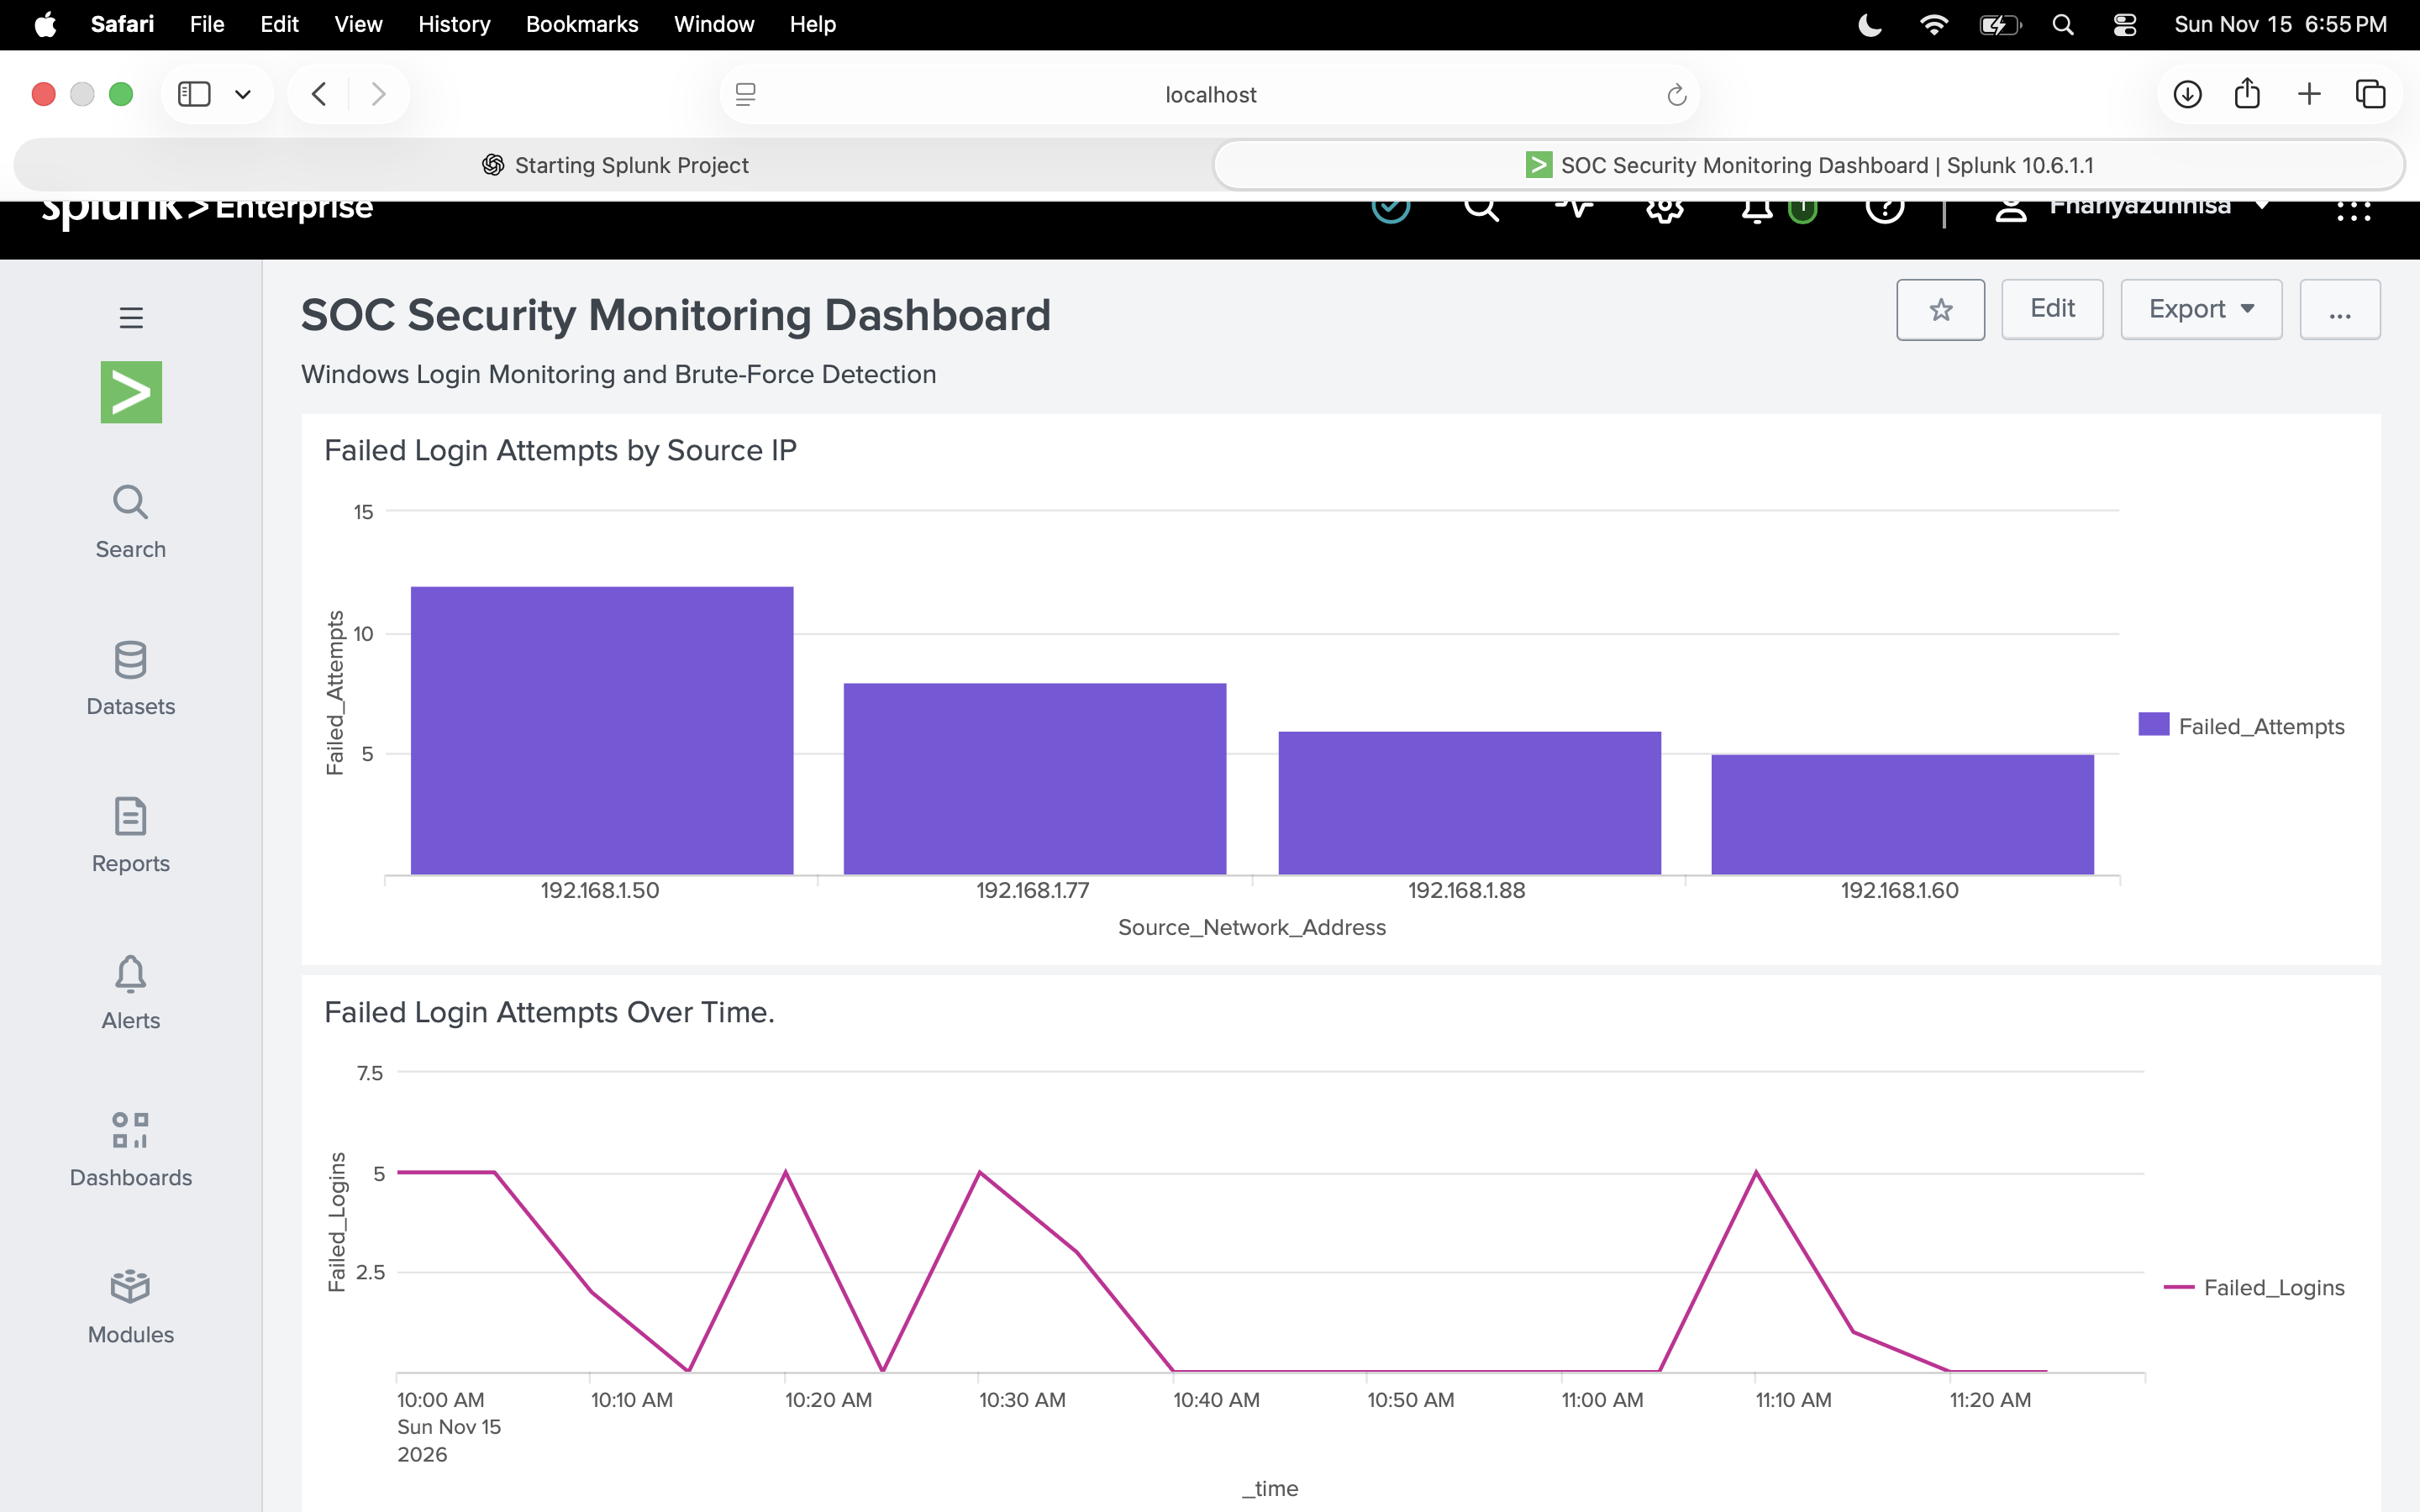 Safari File Edit View History Bookmarks Window Help Sun Nov 15 6:55 PM
localhost
Starting Splunk Project
SOC Security Monitoring Dashboard | Splunk 10.6.1.1
splunk>Enterprise
SOC Security Monitoring Dashboard
Edit
Export
...
Windows Login Monitoring and Brute-Force Detection
Search
Datasets
Reports
Alerts
Dashboards
Modules
Failed Login Attempts by Source IP
15
10
5
Failed_Attempts
192.168.1.50 192.168.1.77 192.168.1.88 192.168.1.60
Source_Network_Address
Failed_Attempts
Failed Login Attempts Over Time.
7.5
5
2.5
Failed_Logins
10:00 AM 10:10 AM 10:20 AM 10:30 AM 10:40 AM 10:50 AM 11:00 AM 11:10 AM 11:20 AM
Sun Nov 15
2026
_time
Failed_Logins